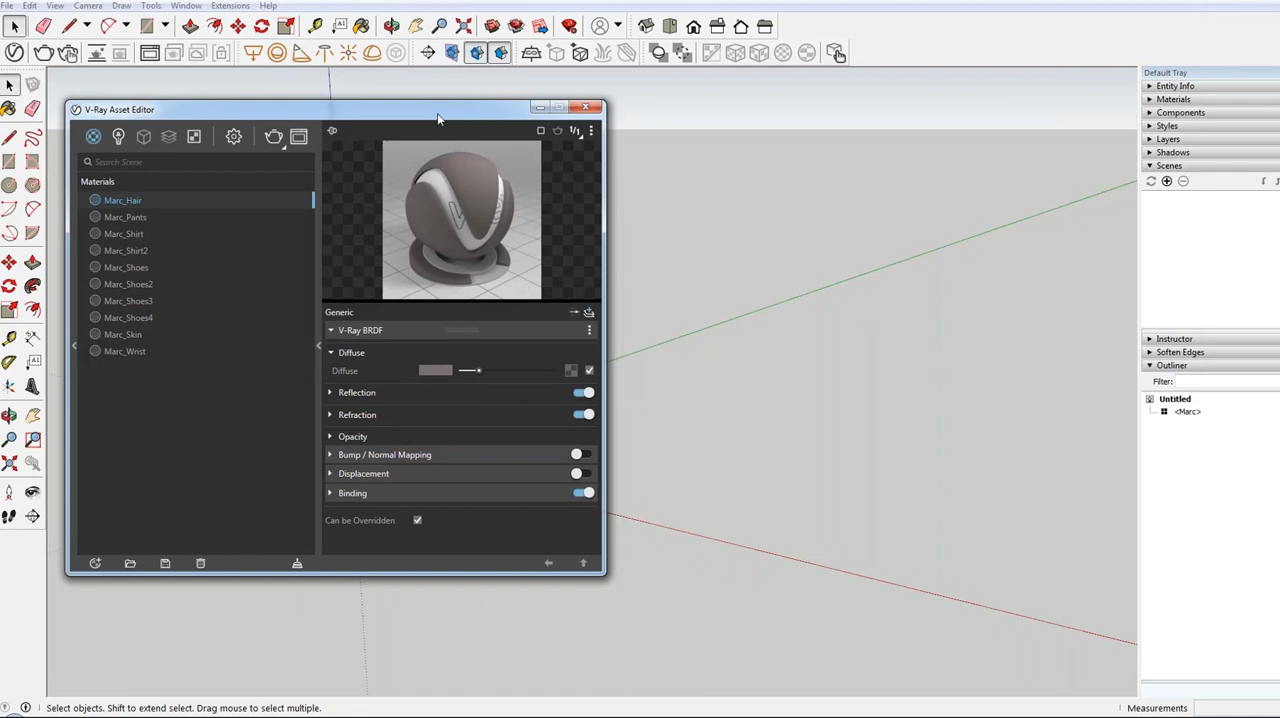 File Edit View Camera Draw Tools Window Extensions Help
Default Tray
Entity Info
Materials
Components
Styles
Layers
Shadows
Scenes
V-Ray Asset Editor
1/1
Search Scene
Materials
Marc_Hair
Marc_Pants
Marc_Shirt
Marc_Shirt2
Marc_Shoes
Marc_Shoes2
Marc_Shoes3
Marc_Shoes4
Marc_Skin
Marc_Wrist
Generic
V-Ray BRDF
Diffuse
Diffuse
Reflection
Refraction
Opacity
Bump / Normal Mapping
Displacement
Binding
Can be Overridden
Instructor
Soften Edges
Outliner
Filter:
Untitled
<Marc>
Select objects. Shift to extend select. Drag mouse to select multiple.
Measurements